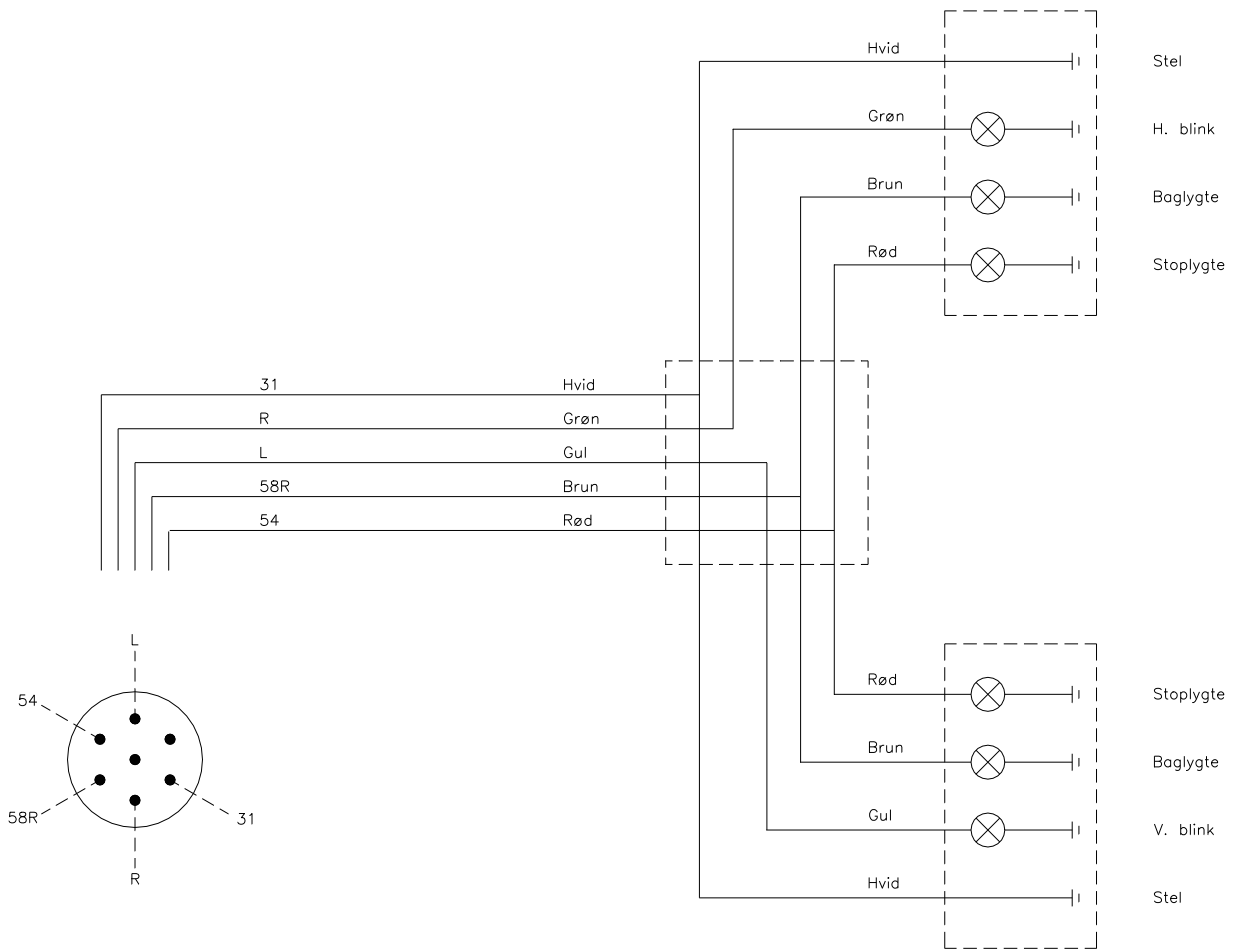 Hvid Stel
Grøn H. blink
Brun Baglygte
Rød Stoplygte
31 Hvid
R Grøn
L Gul
58R Brun
54 Rød
L
54
58R
31
R
Rød Stoplygte
Brun Baglygte
Gul V. blink
Hvid Stel